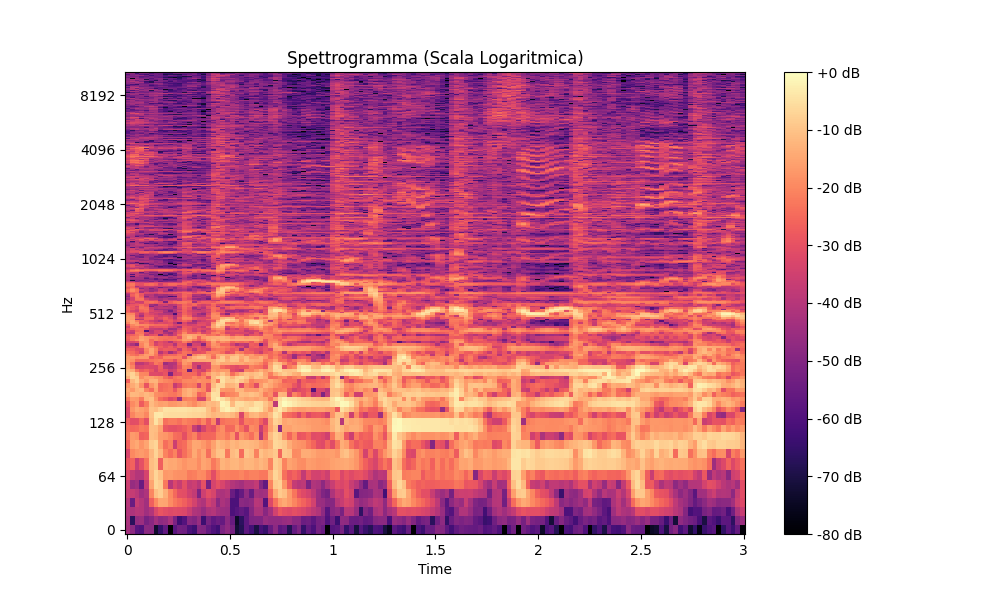 Spettrogramma (Scala Logaritmica)
8192
4096
2048
1024
512
256
128
64
0
Hz
0
0.5
1
1.5
2
2.5
3
Time
+0 dB
-10 dB
-20 dB
-30 dB
-40 dB
-50 dB
-60 dB
-70 dB
-80 dB